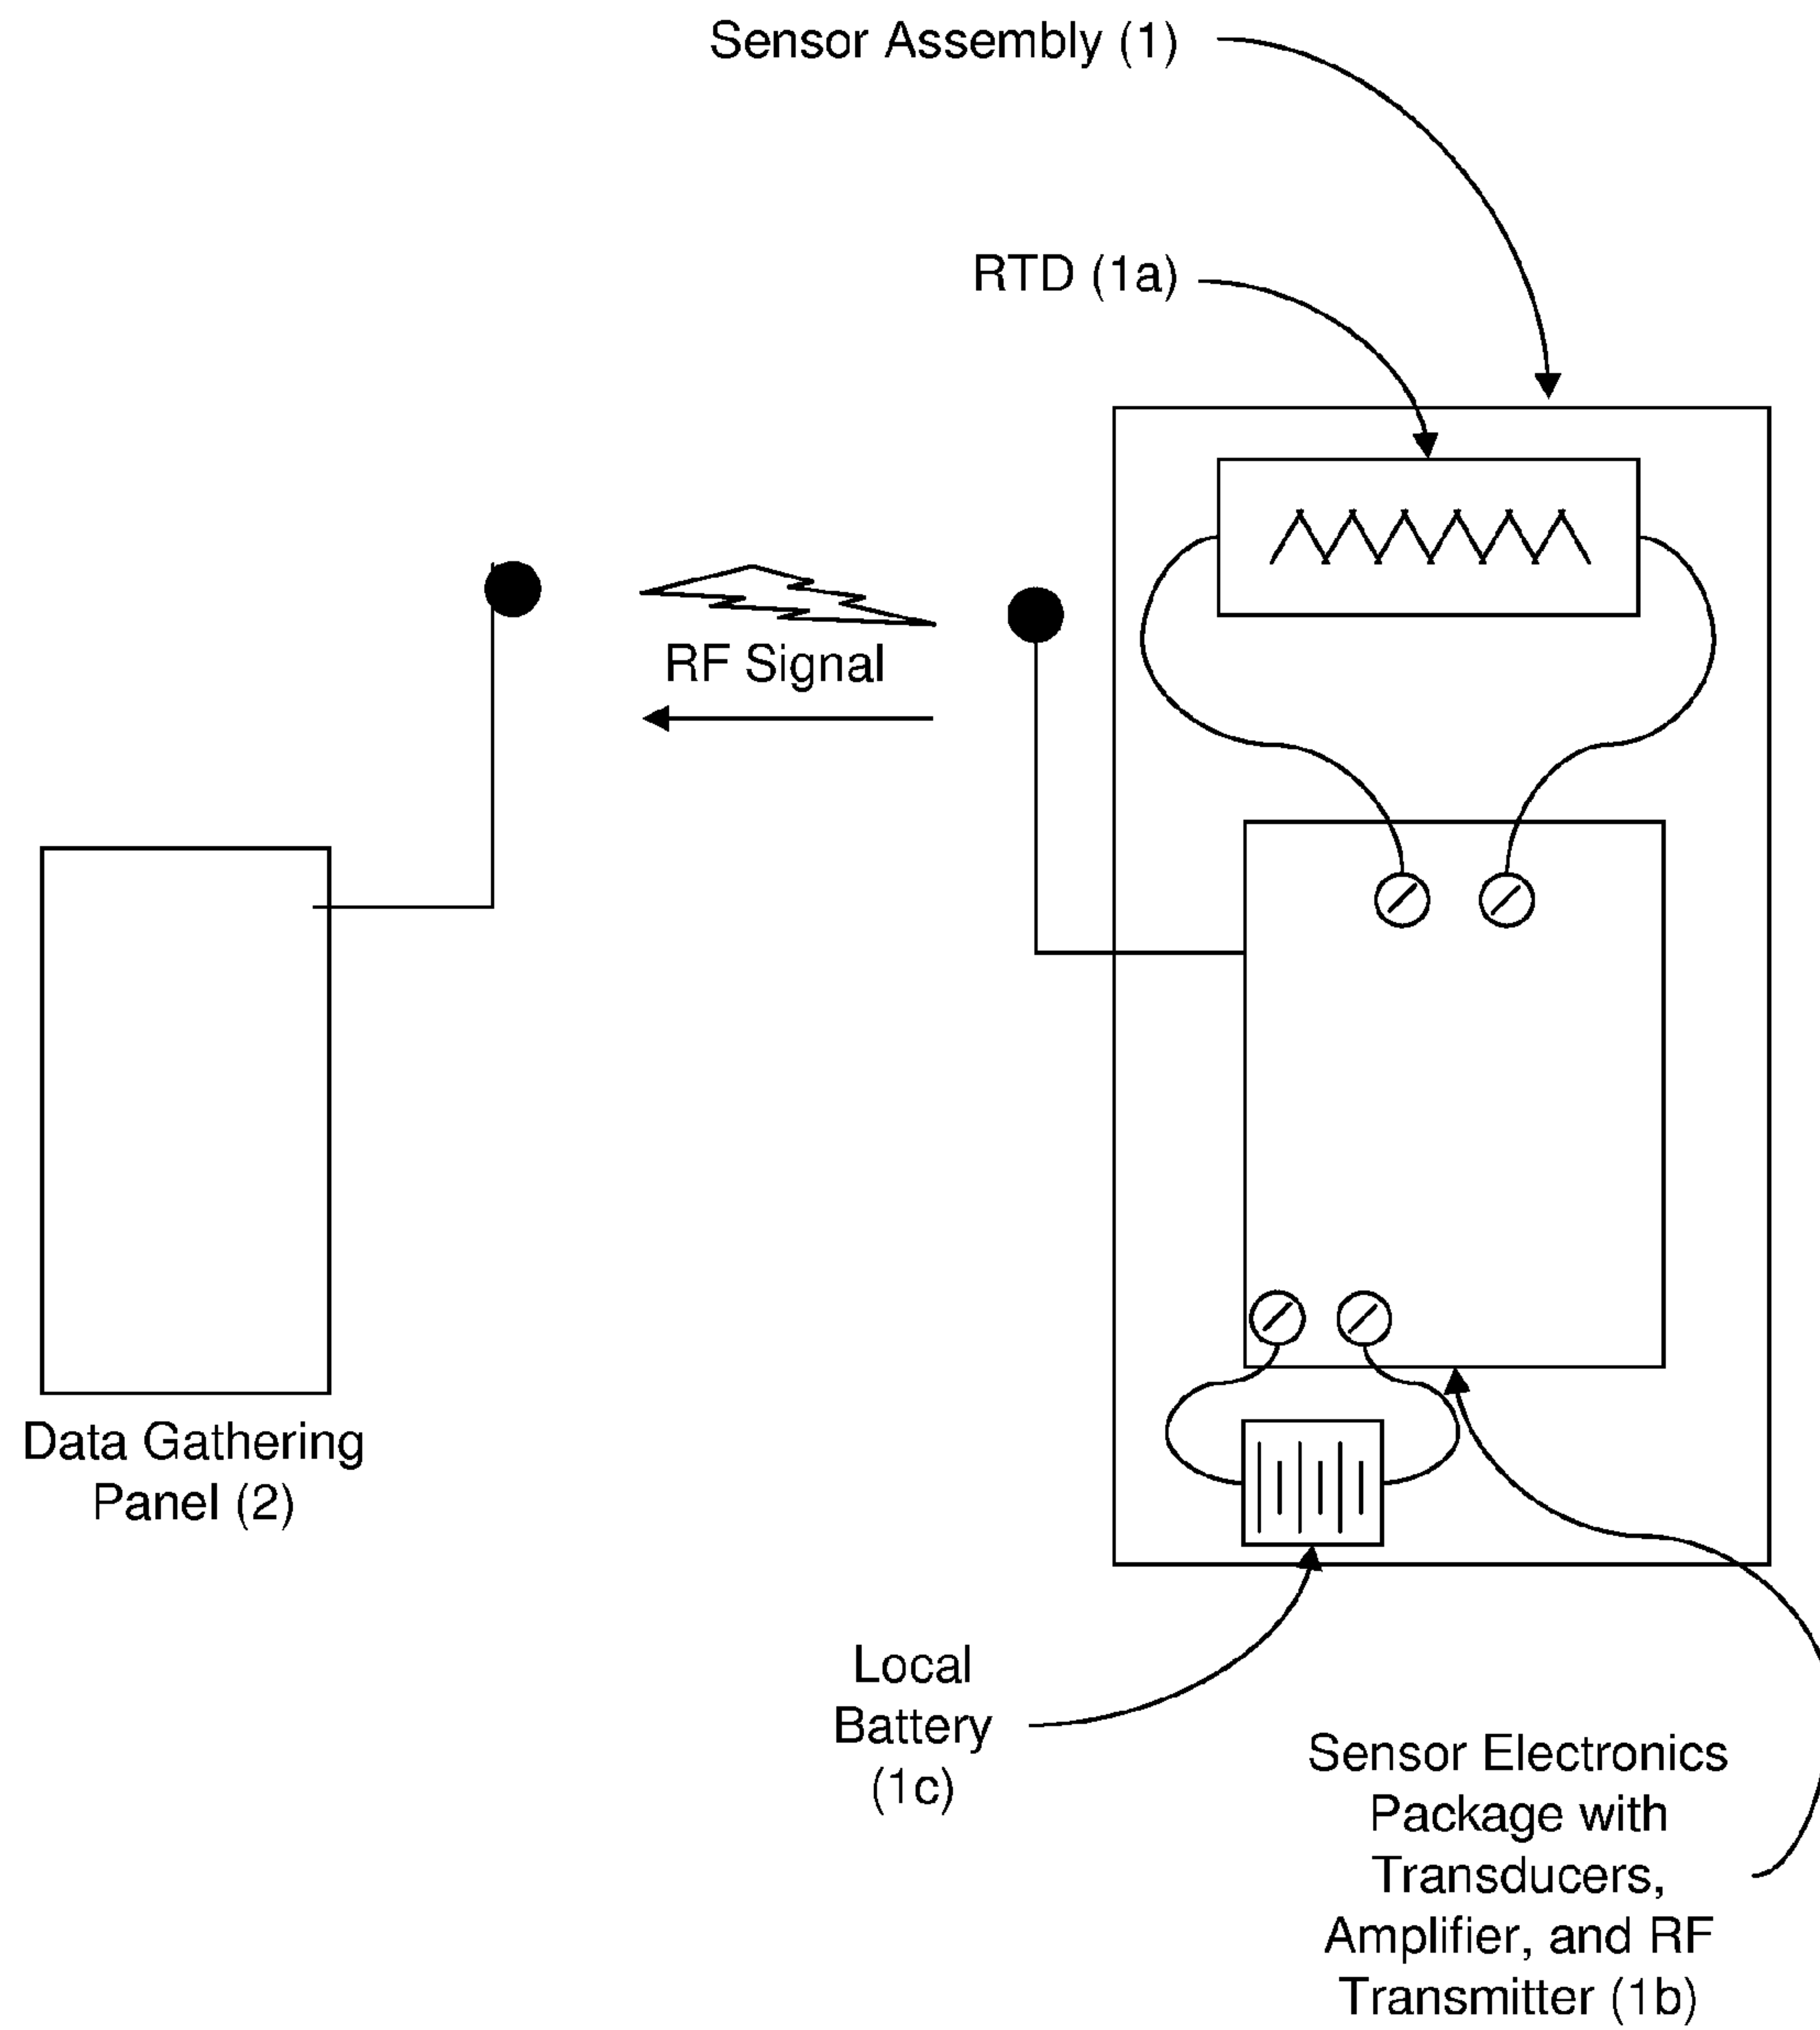 Sensor Assembly (1)
RTD (1a)
RF Signal
Data Gathering
Panel (2)
Local
Battery
(1c)
Sensor Electronics
Package with
Transducers,
Amplifier, and RF
Transmitter (1b)